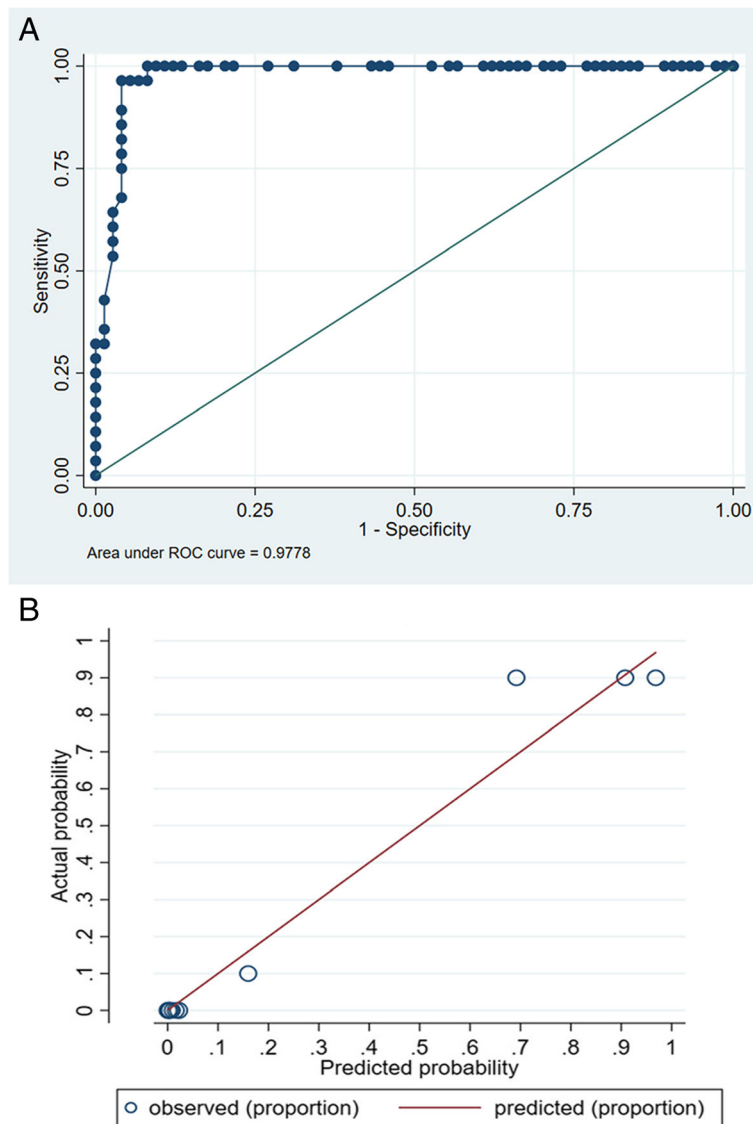 A
Sensitivity
1.00
0.75
0.50
0.25
0.00
0.00 0.25 0.50 0.75 1.00
1 - Specificity
Area under ROC curve = 0.9778
B
Actual probability
1
.9
.8
.7
.6
.5
.4
.3
.2
.1
0
0 .1 .2 .3 .4 .5 .6 .7 .8 .9 1
Predicted probability
observed (proportion) predicted (proportion)